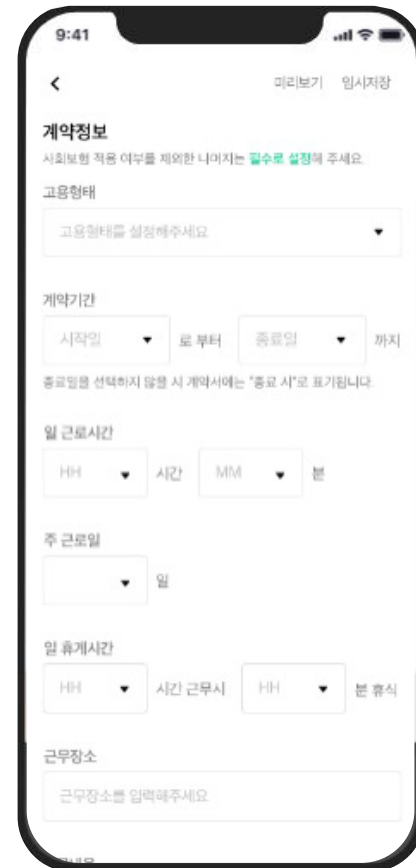 9:41
미리보기 임시저장
계약정보
사회보험 적용 여부를 제외한 나머지는 필수로 설정해 주세요.
고용형태
고용형태를 설정해주세요
계약기간
시작일 로 부터 종료일 까지
종료일을 선택하지 않을 시 계약서에는 "종료 시"로 표기됩니다.
일 근로시간
HH 시간 MM 분
주 근로일
일
일 휴게시간
HH 시간 근무시 HH 분 휴식
근무장소
근무장소를 입력해주세요